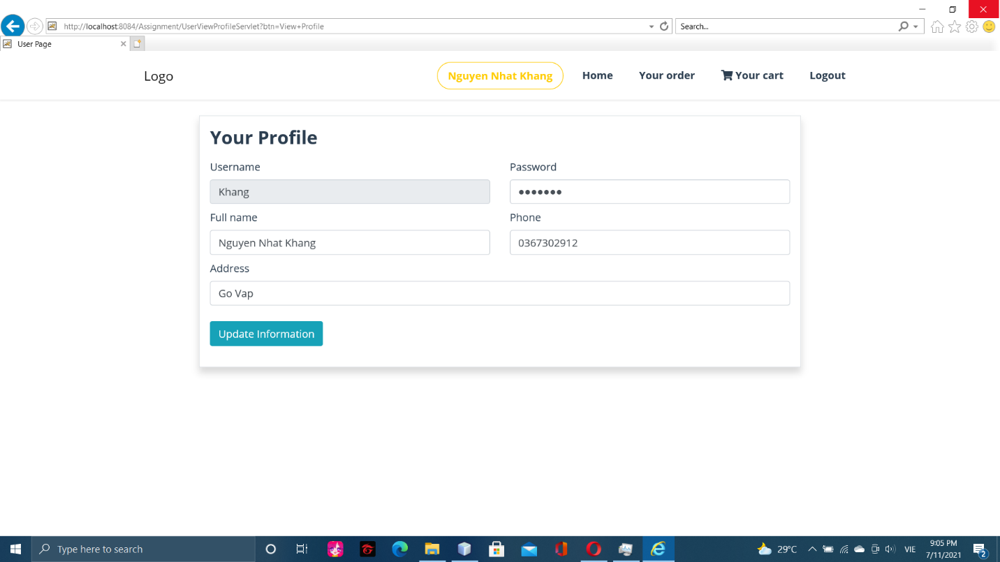 http://localhost:8084/Assignment/UserViewProfileServlet?btn=View+Profile
Search...
User Page
Logo
Nguyen Nhat Khang
Home
Your order
Your cart
Logout
Your Profile
Username
Password
Khang
●●●●●●●
Full name
Phone
Nguyen Nhat Khang
0367302912
Address
Go Vap
Update Information
Type here to search
29°C
VIE
9:05 PM
7/11/2021
2